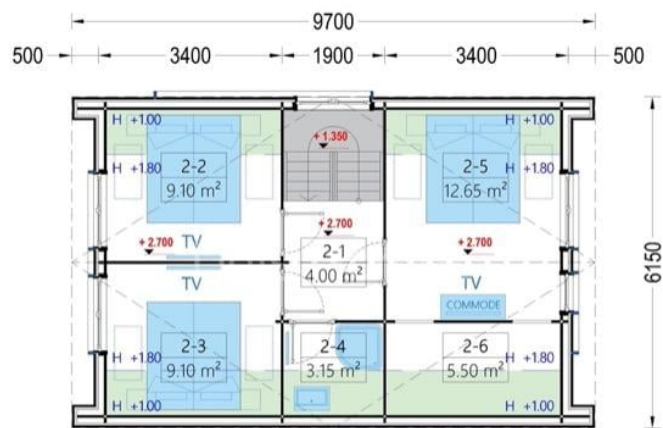 9700
500 3400 1900 3400 500
H +1.00 H +1.00
+ 1.350
H +1.80 2-2 2-5 H +1.80
9.10 m² 12.65 m²
+ 2.700
TV + 2.700 + 2.700
2-1
4.00 m²
6150
TV TV
COMMODE
2-3 2-4 2-6
H +1.80 H +1.80
9.10 m² 3.15 m² 5.50 m²
H +1.00 H +1.00